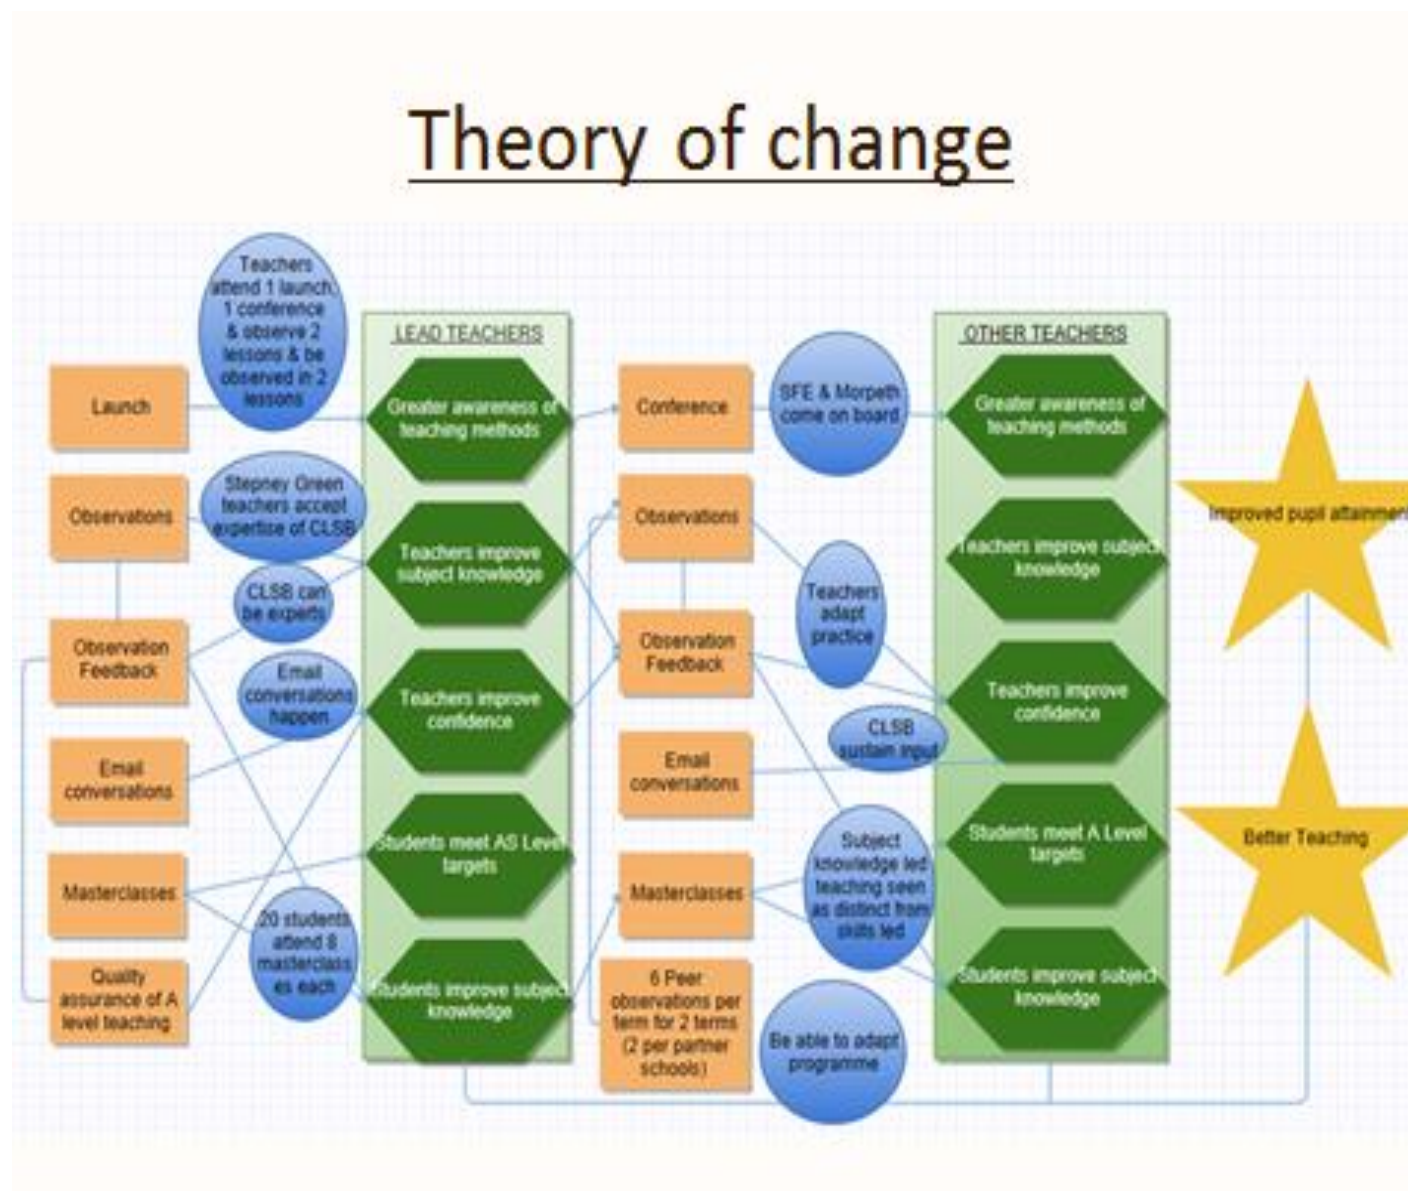 Theory of change
Teachers
attend 1 launch,
1 conference
& observe 2
lessons & be
observed in 2
lessons
Launch
Stepney Green
teachers accept
expertise of CLSB
Observations
CLSB can
be experts
Observation
Feedback
Email
conversations
happen
Email
conversations
Masterclasses
20 students
attend 8
masterclass
es each
Quality
assurance of A
level teaching
LEAD TEACHERS
Greater awareness of
teaching methods
Teachers improve
subject knowledge
Teachers improve
confidence
Students meet AS Level
targets
Students improve subject
knowledge
Conference
SFE & Morpeth
come on board
Observations
Teachers
adapt
practice
Observation
Feedback
CLSB
sustain input
Email
conversations
Subject
knowledge led
teaching seen
as distinct from
skills led
Masterclasses
6 Peer
observations per
term for 2 terms
(2 per partner
schools)
Be able to adapt
programme
OTHER TEACHERS
Greater awareness of
teaching methods
Teachers improve subject
knowledge
Teachers improve
confidence
Students meet A Level
targets
Students improve subject
knowledge
Improved pupil attainment
Better Teaching